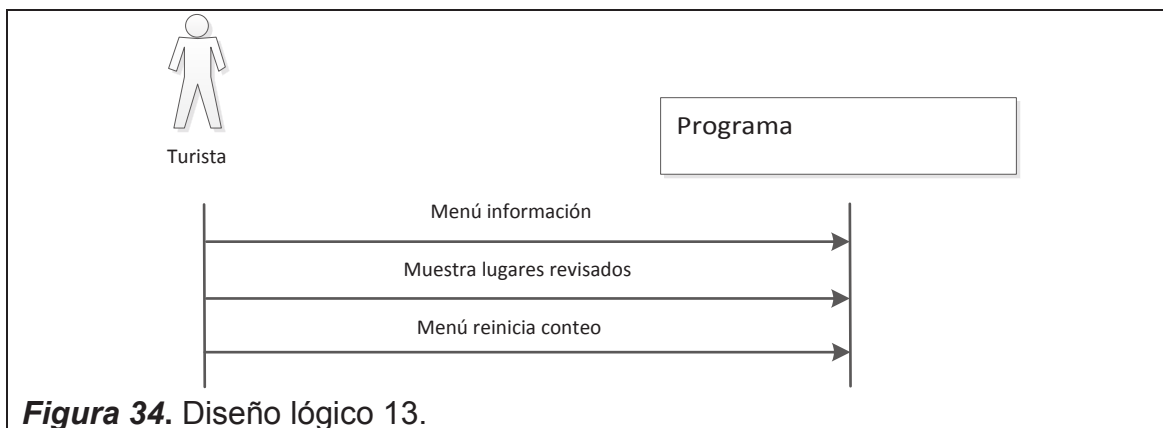 Programa
Turista
Menú información
Muestra lugares revisados
Menú reinicia conteo
Figura 34. Diseño lógico 13.